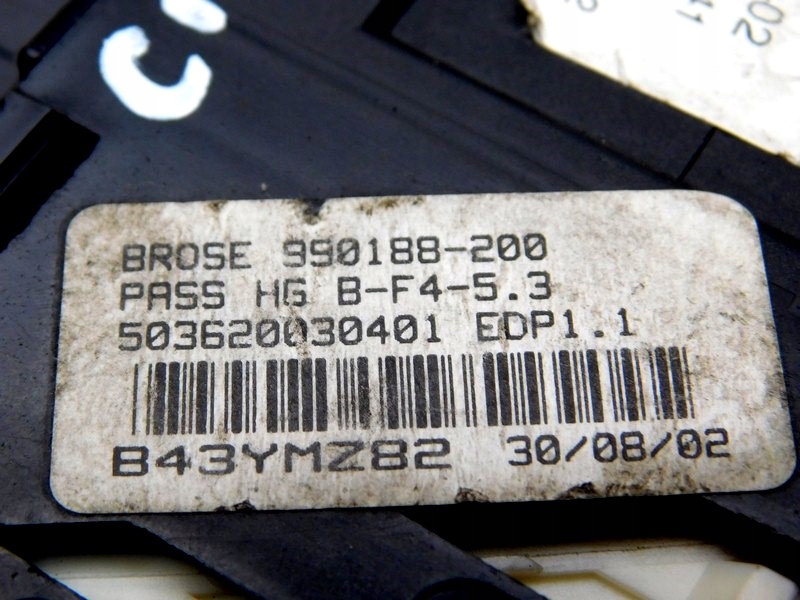 BROSE 990188-200
PASS HG B-F4-5.3
503620030401 EDP1.1
B43YMZ82 30/08/02